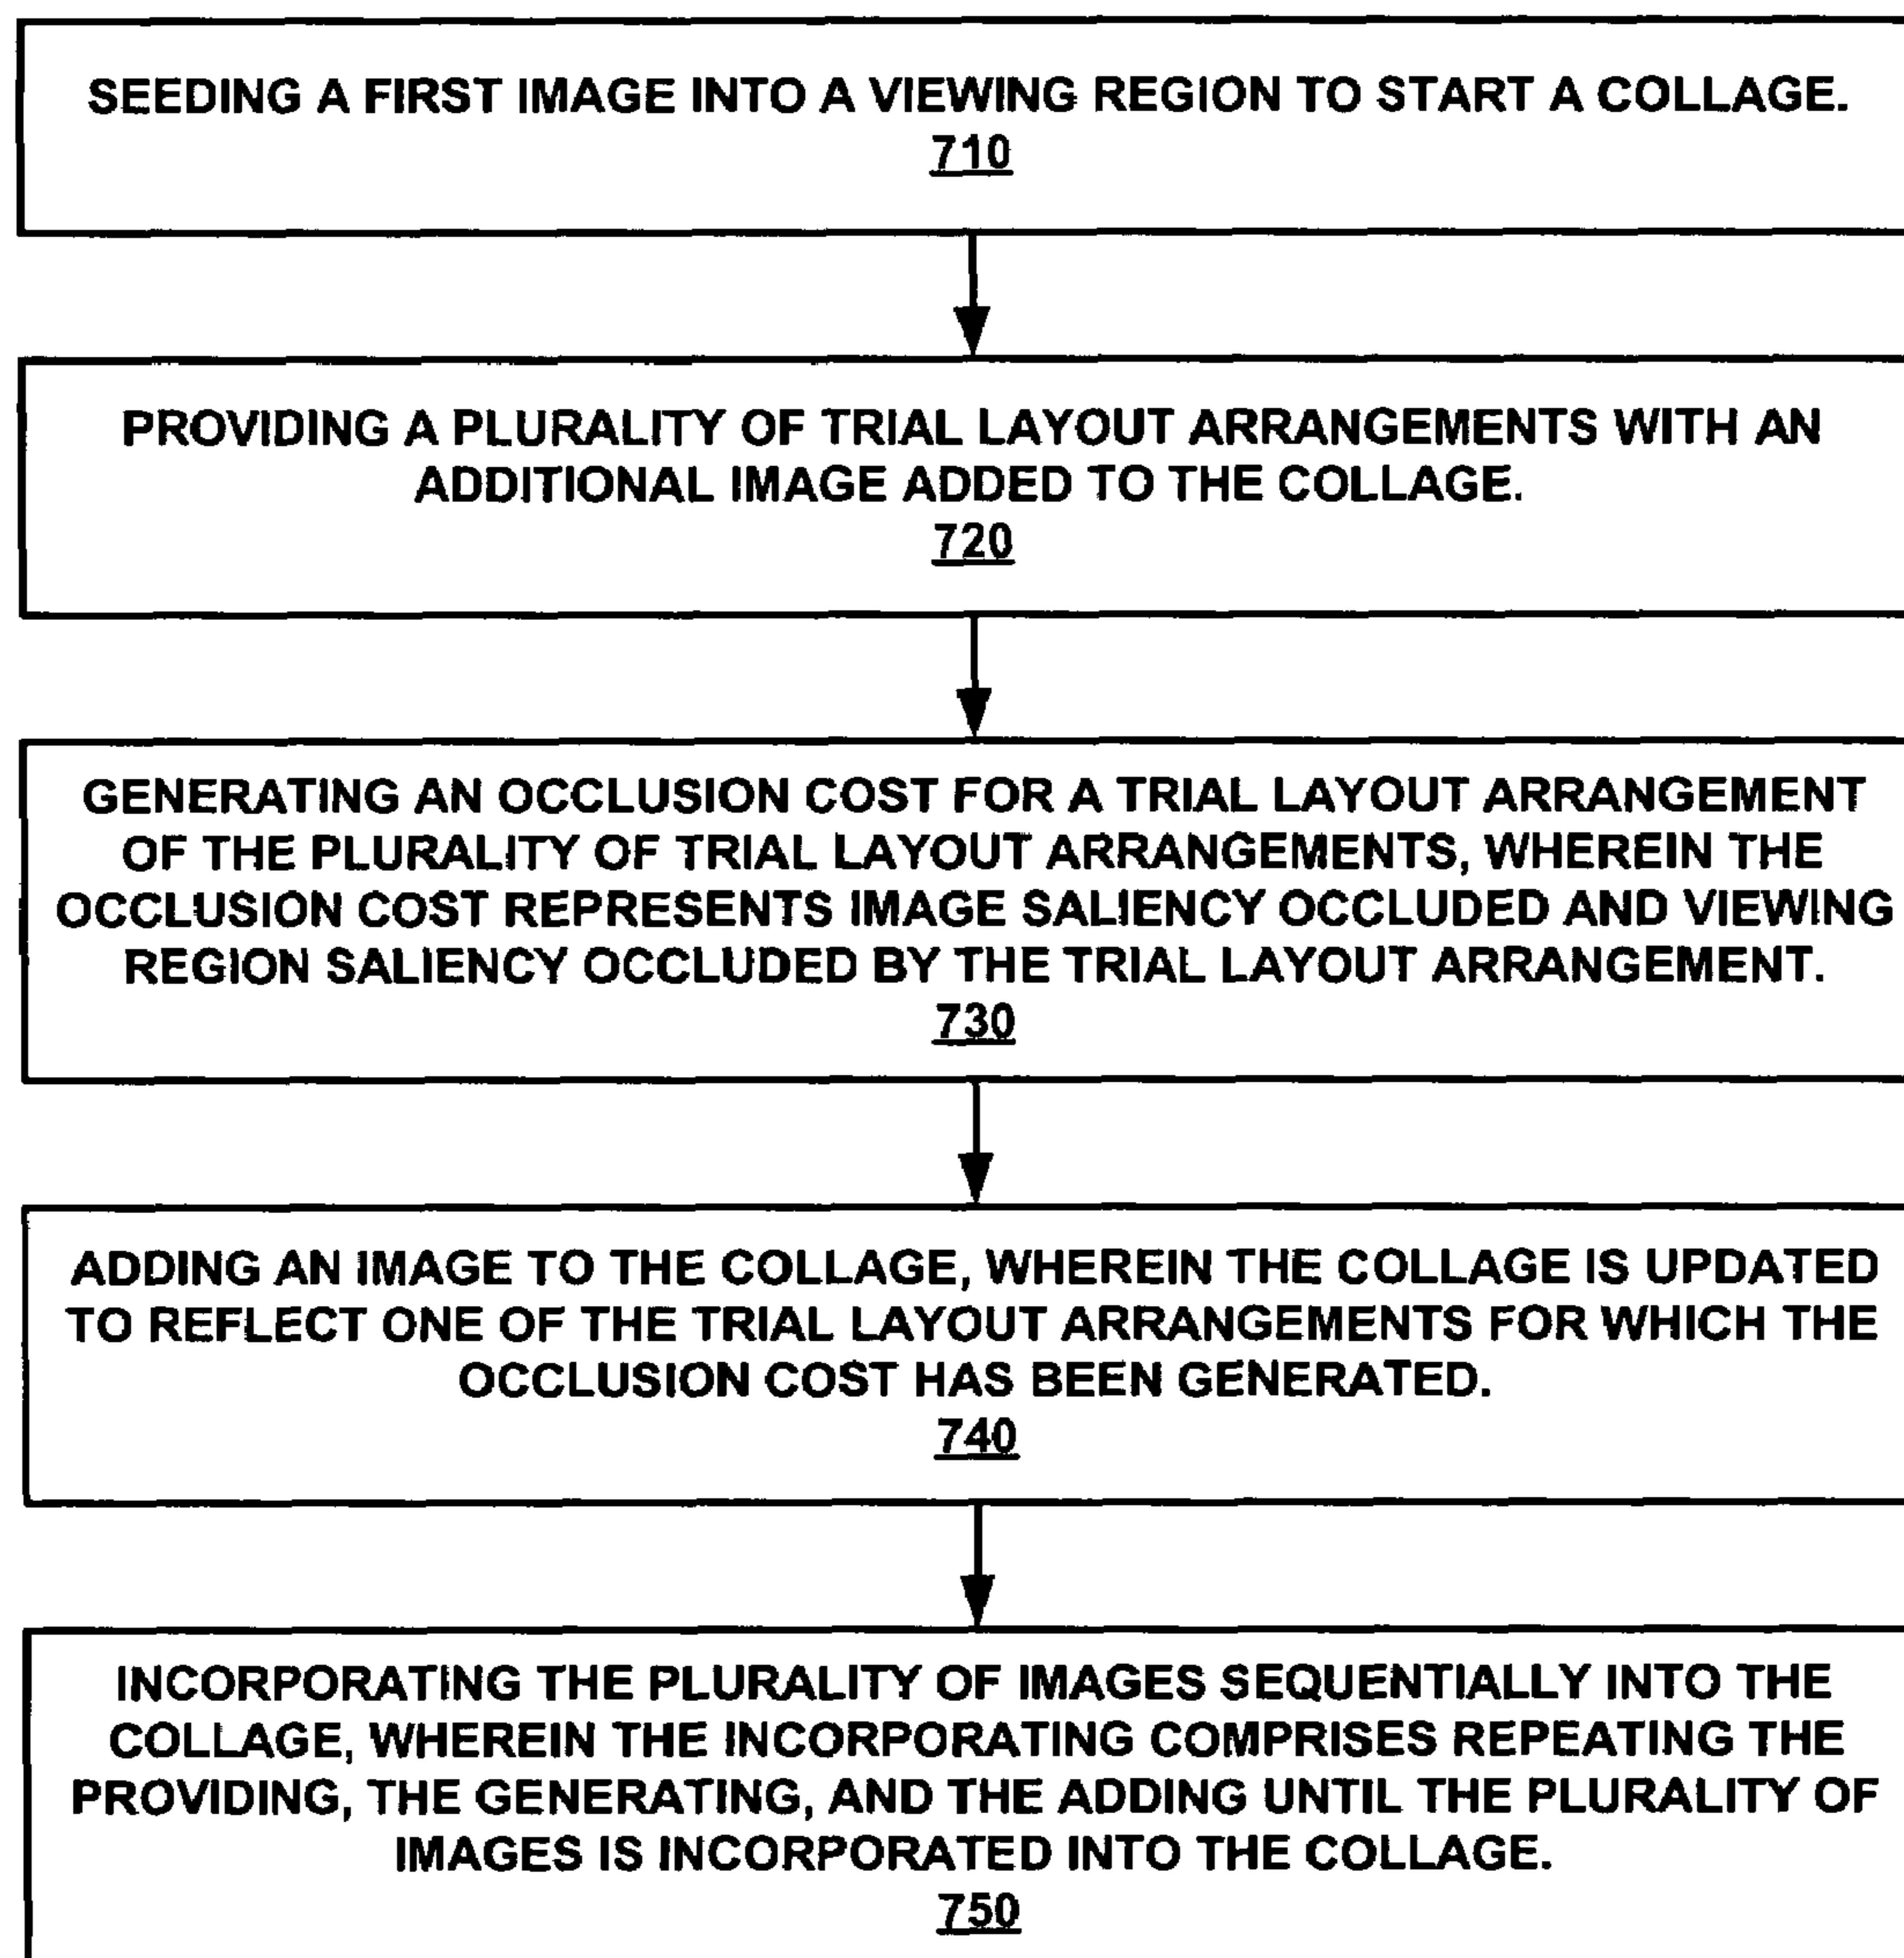 SEEDING A FIRST IMAGE INTO A VIEWING REGION TO START A COLLAGE.
710
PROVIDING A PLURALITY OF TRIAL LAYOUT ARRANGEMENTS WITH AN
ADDITIONAL IMAGE ADDED TO THE COLLAGE.
720
GENERATING AN OCCLUSION COST FOR A TRIAL LAYOUT ARRANGEMENT
OF THE PLURALITY OF TRIAL LAYOUT ARRANGEMENTS, WHEREIN THE
OCCLUSION COST REPRESENTS IMAGE SALIENCY OCCLUDED AND VIEWING
REGION SALIENCY OCCLUDED BY THE TRIAL LAYOUT ARRANGEMENT.
730
ADDING AN IMAGE TO THE COLLAGE, WHEREIN THE COLLAGE IS UPDATED
TO REFLECT ONE OF THE TRIAL LAYOUT ARRANGEMENTS FOR WHICH THE
OCCLUSION COST HAS BEEN GENERATED.
740
INCORPORATING THE PLURALITY OF IMAGES SEQUENTIALLY INTO THE
COLLAGE, WHEREIN THE INCORPORATING COMPRISES REPEATING THE
PROVIDING, THE GENERATING, AND THE ADDING UNTIL THE PLURALITY OF
IMAGES IS INCORPORATED INTO THE COLLAGE.
750